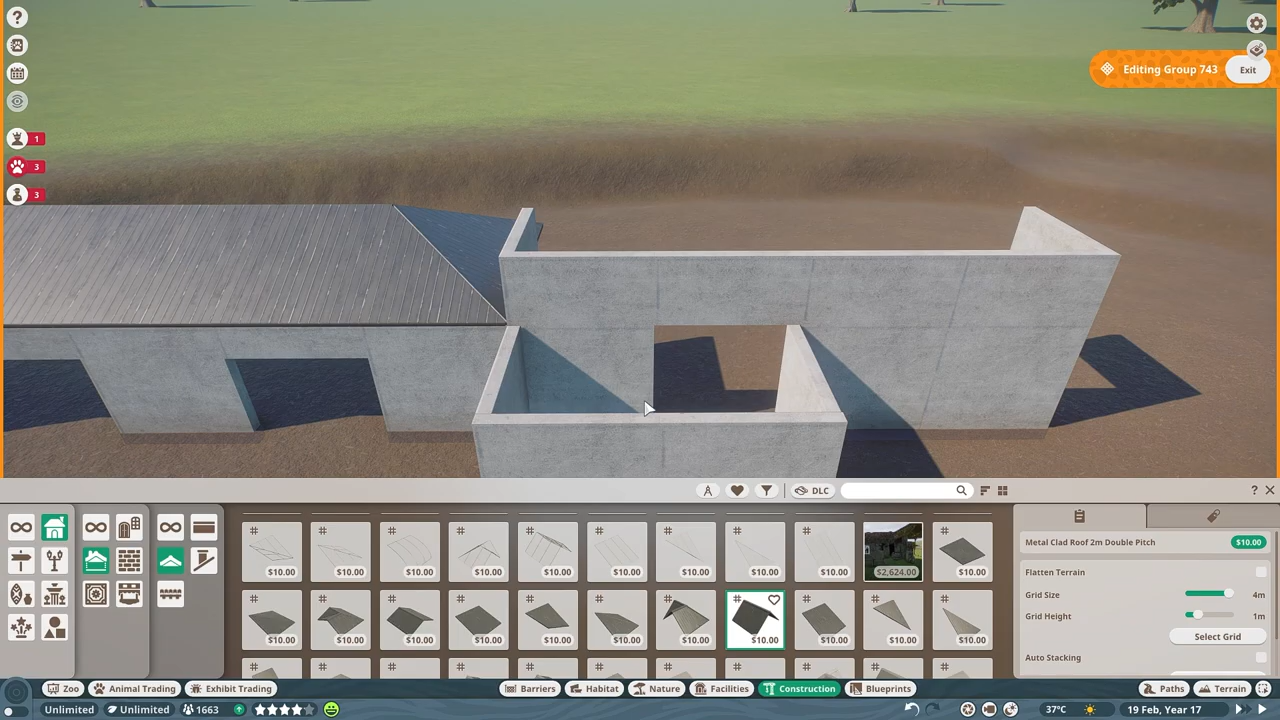 ?
Editing Group 743
Exit
1
3
3
DLC
?
$10.00
$10.00
$10.00
$10.00
$10.00
$10.00
$10.00
$10.00
$10.00
$2,624.00
$10.00
$10.00
$10.00
$10.00
$10.00
$10.00
$10.00
$10.00
$10.00
$10.00
$10.00
$10.00
Metal Clad Roof 2m Double Pitch
$10.00
Flatten Terrain
Grid Size
4m
Grid Height
1m
Select Grid
Auto Stacking
Zoo
Animal Trading
Exhibit Trading
Barriers
Habitat
Nature
Facilities
Construction
Blueprints
Paths
Terrain
Unlimited
Unlimited
1663
37°C
19 Feb, Year 17